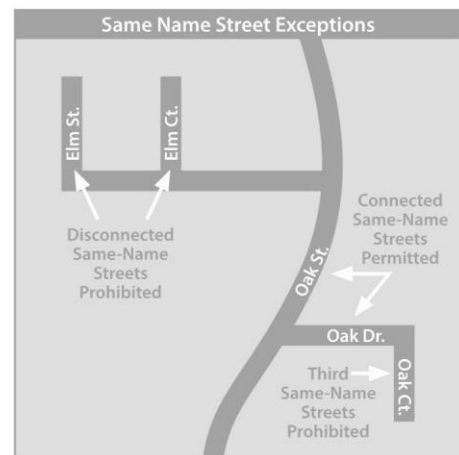 Same Name Street Exceptions
Elm St.
Elm Ct.
Disconnected
Same-Name
Streets
Prohibited
Connected
Same-Name
Streets
Permitted
Oak St.
Oak Dr.
Oak Ct.
Third
Same-Name
Streets
Prohibited